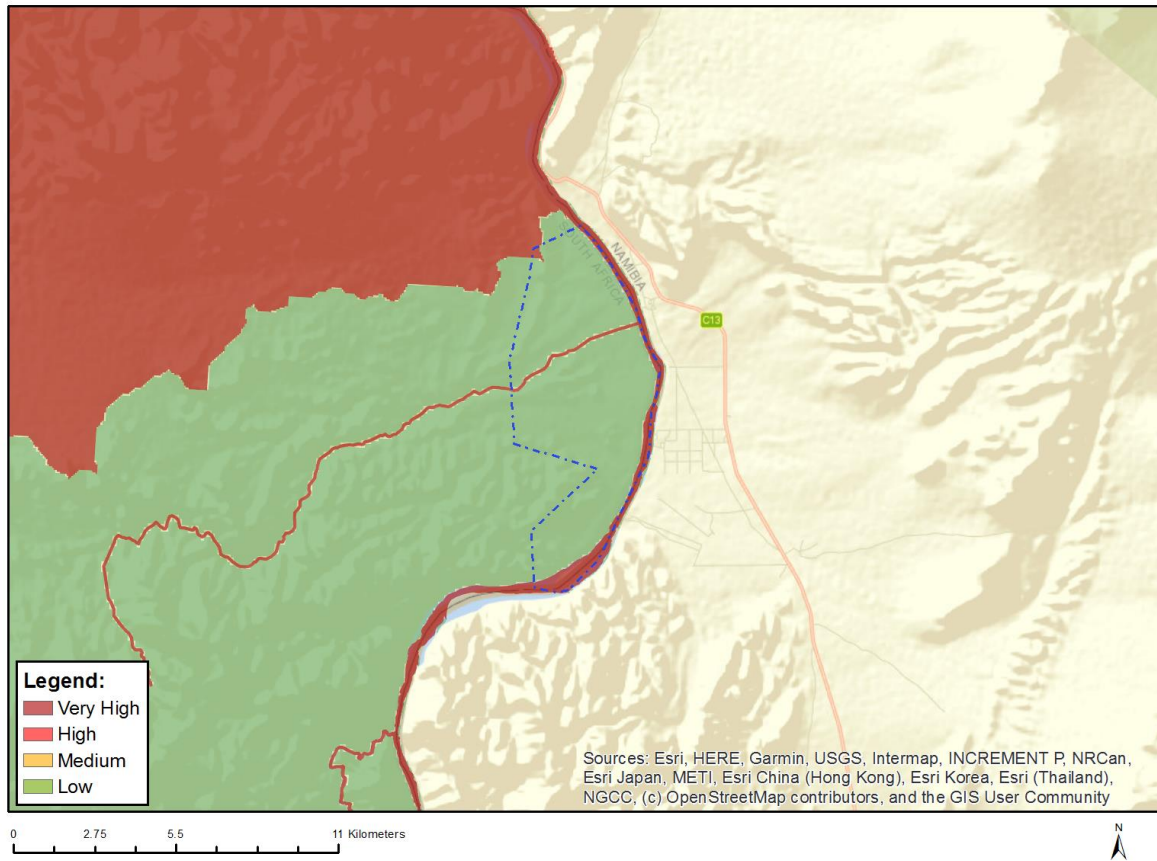 NAMIBIA
SOUTH AFRICA
C13
Legend:
Very High
High
Medium
Low
Sources: Esri, HERE, Garmin, USGS, Intermap, INCREMENT P, NRCan,
Esri Japan, METI, Esri China (Hong Kong), Esri Korea, Esri (Thailand),
NGCC, (c) OpenStreetMap contributors, and the GIS User Community
0 2.75 5.5 11 Kilometers
N